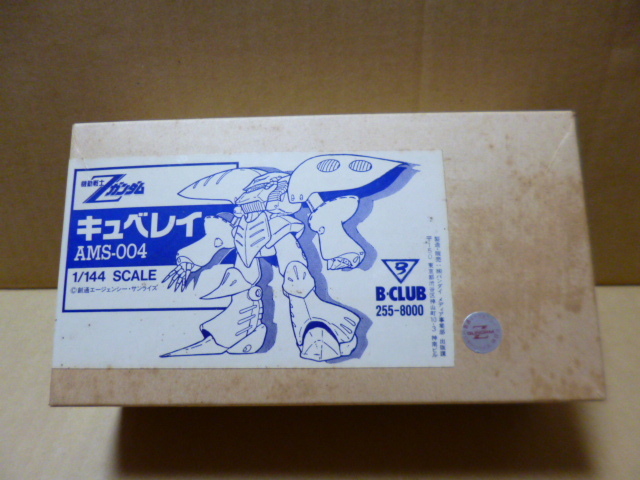 機動戦士
Zガンダム
キュベレイ
AMS-004
1/144 SCALE
©創通エージェンシー・サンライズ
B-CLUB
255-8000